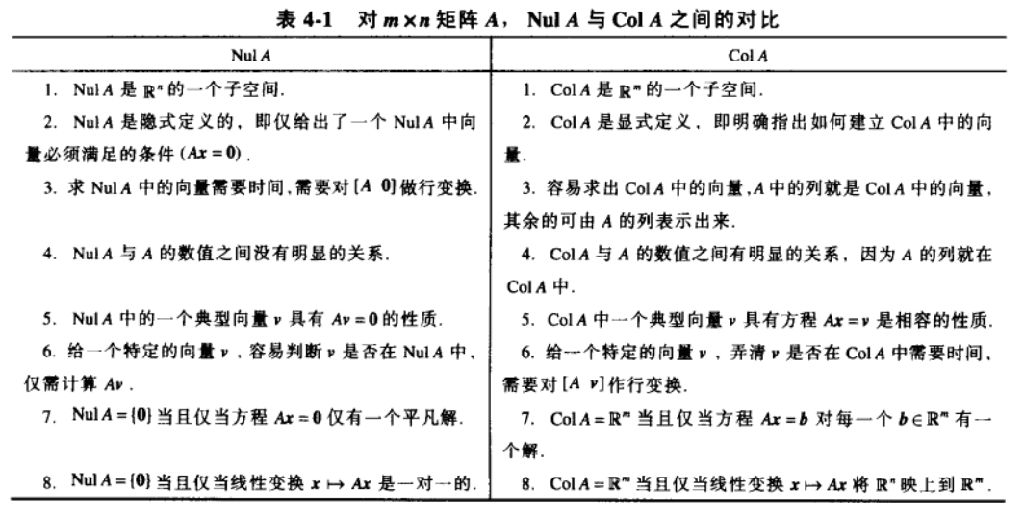 表 4-1 对 m×n 矩阵 A, Nul A 与 Col A 之间的对比
Nul A
Col A
1. Nul A 是 ℝⁿ 的一个子空间.
2. Nul A 是隐式定义的, 即仅给出了一个 Nul A 中向
量必须满足的条件 (Ax = 0).
3. 求 Nul A 中的向量需要时间,需要对 [A 0] 做行变换.
4. Nul A 与 A 的数值之间没有明显的关系.
5. Nul A 中的一个典型向量 v 具有 Av = 0 的性质.
6. 给一个特定的向量 v , 容易判断 v 是否在 Nul A 中,
仅需计算 Av .
7. Nul A = {0} 当且仅当方程 Ax = 0 仅有一个平凡解.
8. Nul A = {0} 当且仅当线性变换 x ↦ Ax 是一对一的.
1. Col A 是 ℝᵐ 的一个子空间.
2. Col A 是显式定义, 即明确指出如何建立 Col A 中的向
量.
3. 容易求出 Col A 中的向量,A 中的列就是 Col A 中的向量,
其余的可由 A 的列表示出来.
4. Col A 与 A 的数值之间有明显的关系, 因为 A 的列就在
Col A 中.
5. Col A 中一个典型向量 v 具有方程 Ax = v 是相容的性质.
6. 给一个特定的向量 v , 弄清 v 是否在 Col A 中需要时间,
需要对 [A v] 作行变换.
7. Col A = ℝᵐ 当且仅当方程 Ax = b 对每一个 b ∈ ℝᵐ 有一
个解.
8. Col A = ℝᵐ 当且仅当线性变换 x ↦ Ax 将 ℝⁿ 映上到 ℝᵐ.